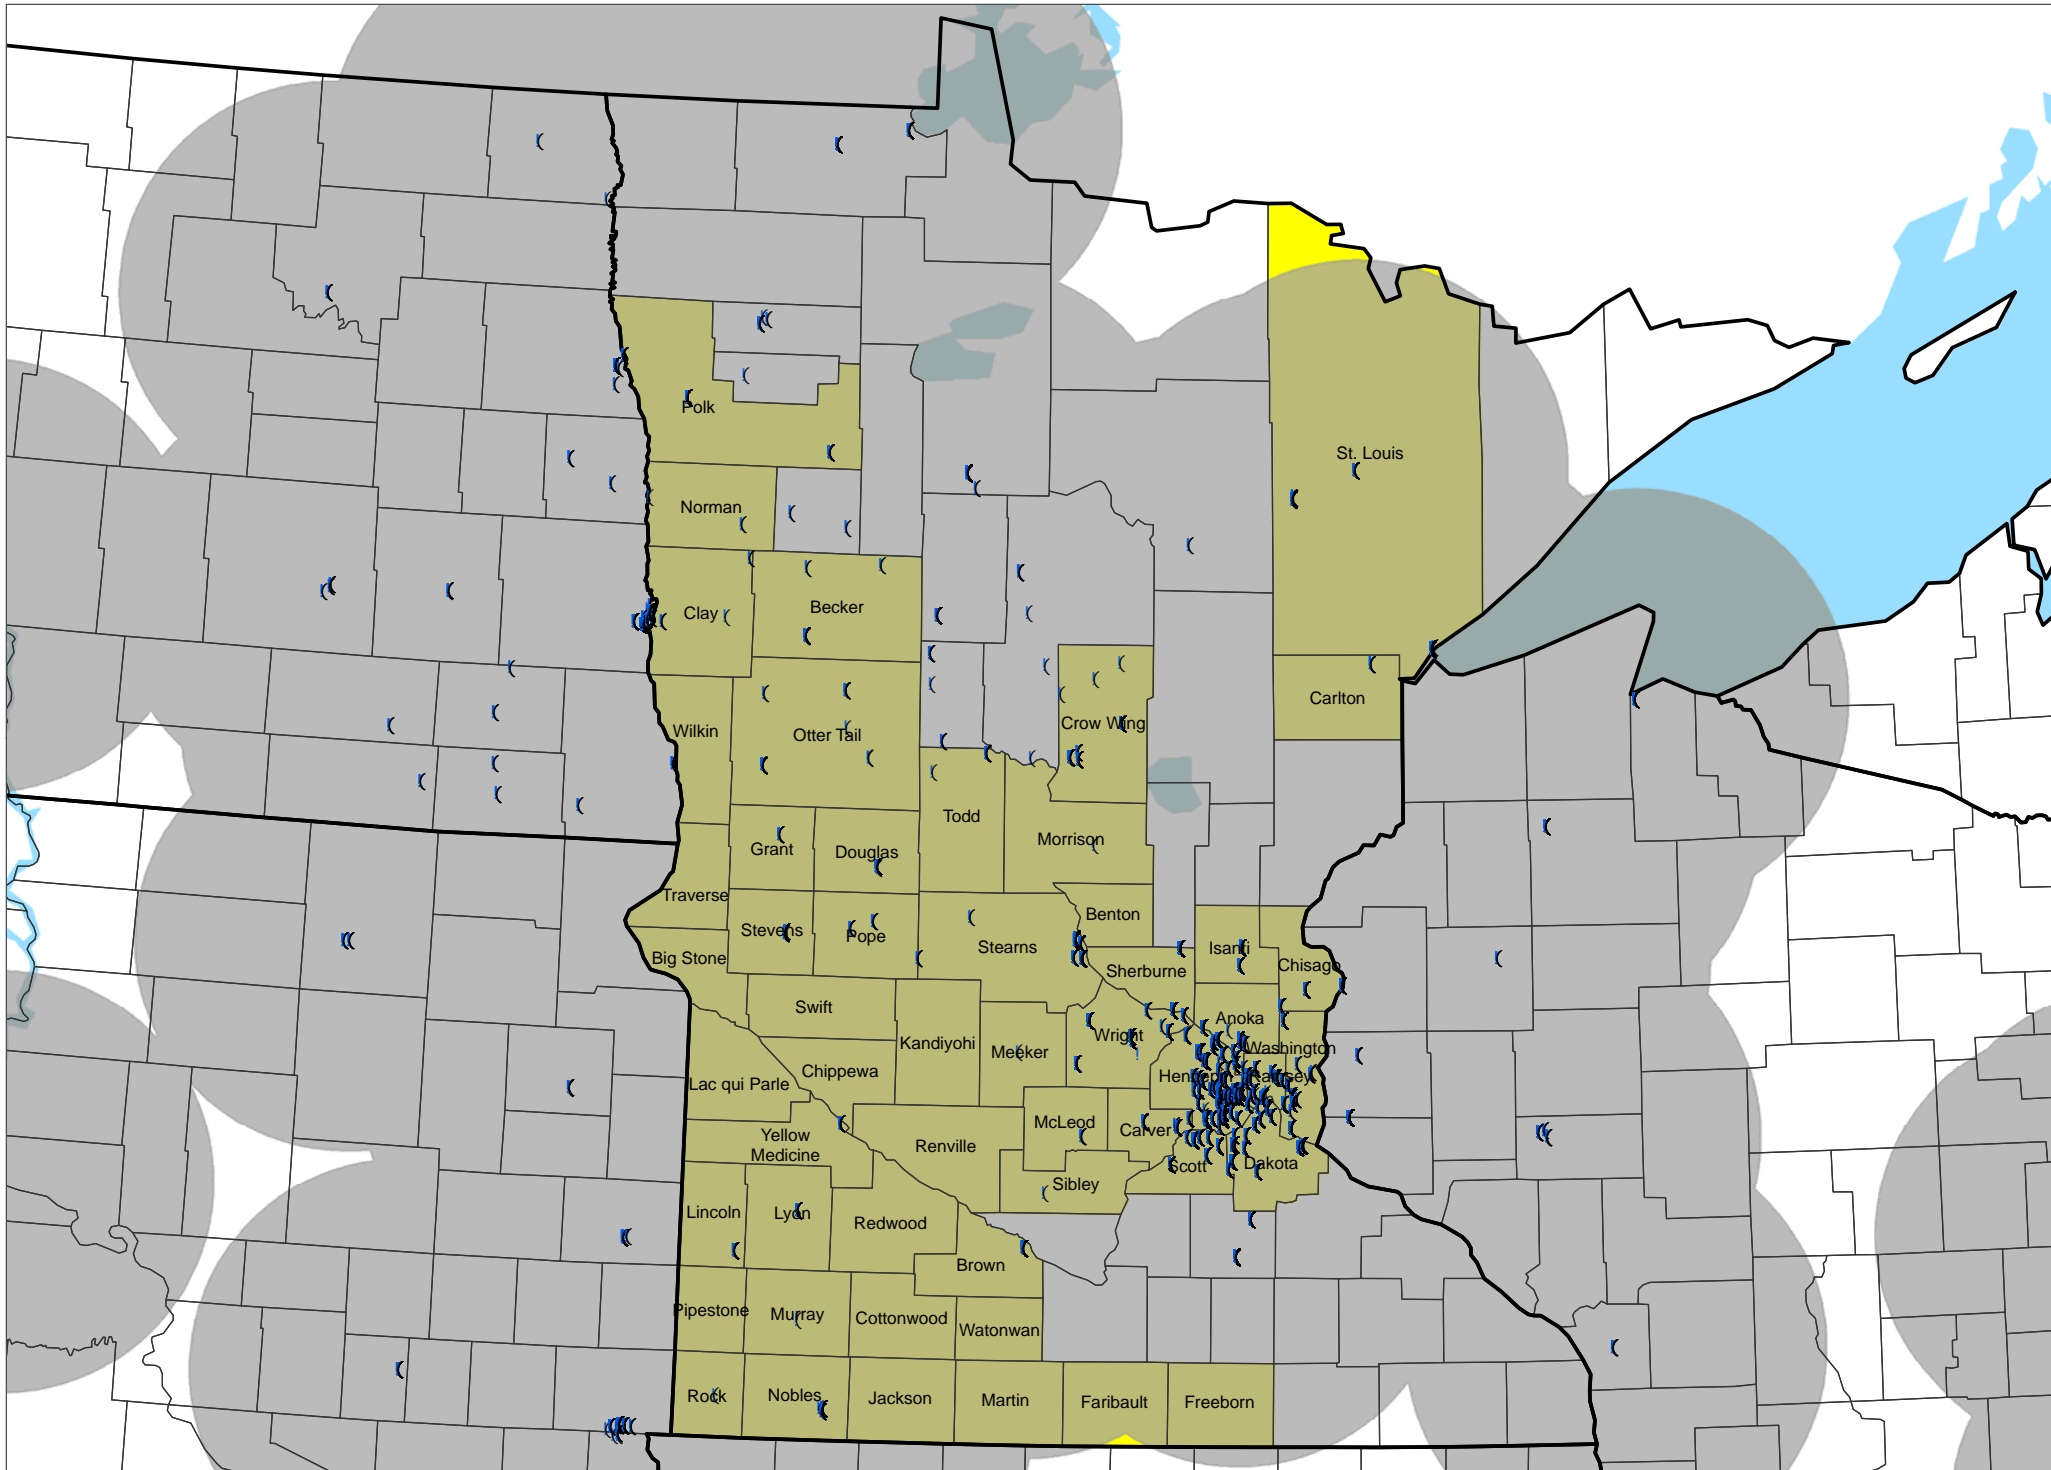 Polk
St. Louis
Norman
Clay
Becker
Carlton
Wilkin
Otter Tail
Crow Wing
Todd
Morrison
Grant
Douglas
Traverse
Benton
Stevens
Pope
Stearns
Isanti
Big Stone
Sherburne
Chisago
Swift
Anoka
Kandiyohi
Meeker
Wright
Washington
Chippewa
Hennepin
Ramsey
Lac qui Parle
McLeod
Carver
Yellow
Medicine
Renville
Scott
Dakota
Sibley
Lincoln
Lyon
Redwood
Brown
Pipestone
Murray
Cottonwood
Watonwan
Rock
Nobles
Jackson
Martin
Faribault
Freeborn